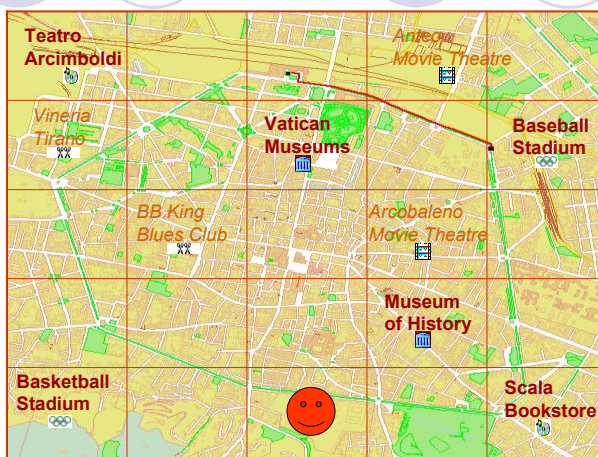 Teatro
Arcimboldi
Anteo
Movie Theatre
Vineria
Tirano
Vatican
Museums
Baseball
Stadium
BB King
Blues Club
Arcobaleno
Movie Theatre
Museum
of History
Basketball
Stadium
Scala
Bookstore